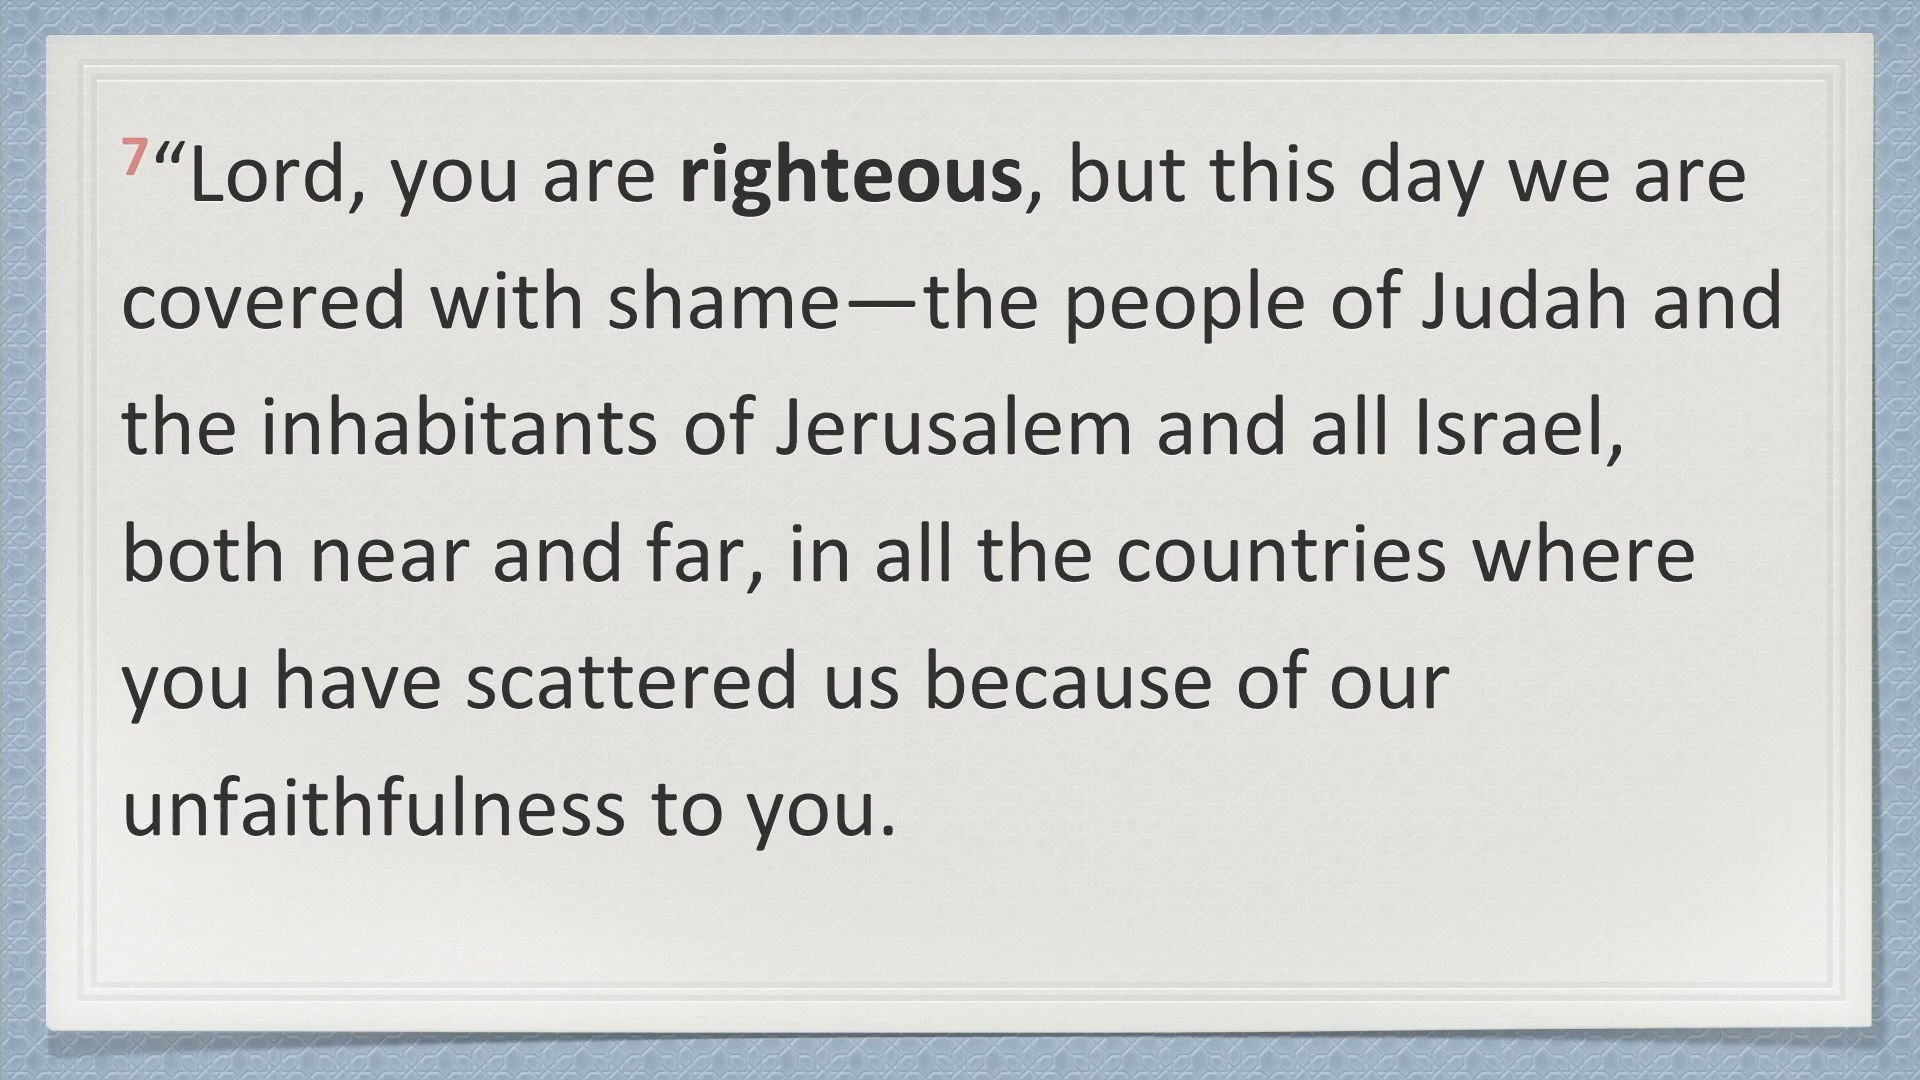 7“Lord, you are righteous, but this day we are
covered with shame—the people of Judah and
the inhabitants of Jerusalem and all Israel,
both near and far, in all the countries where
you have scattered us because of our
unfaithfulness to you.